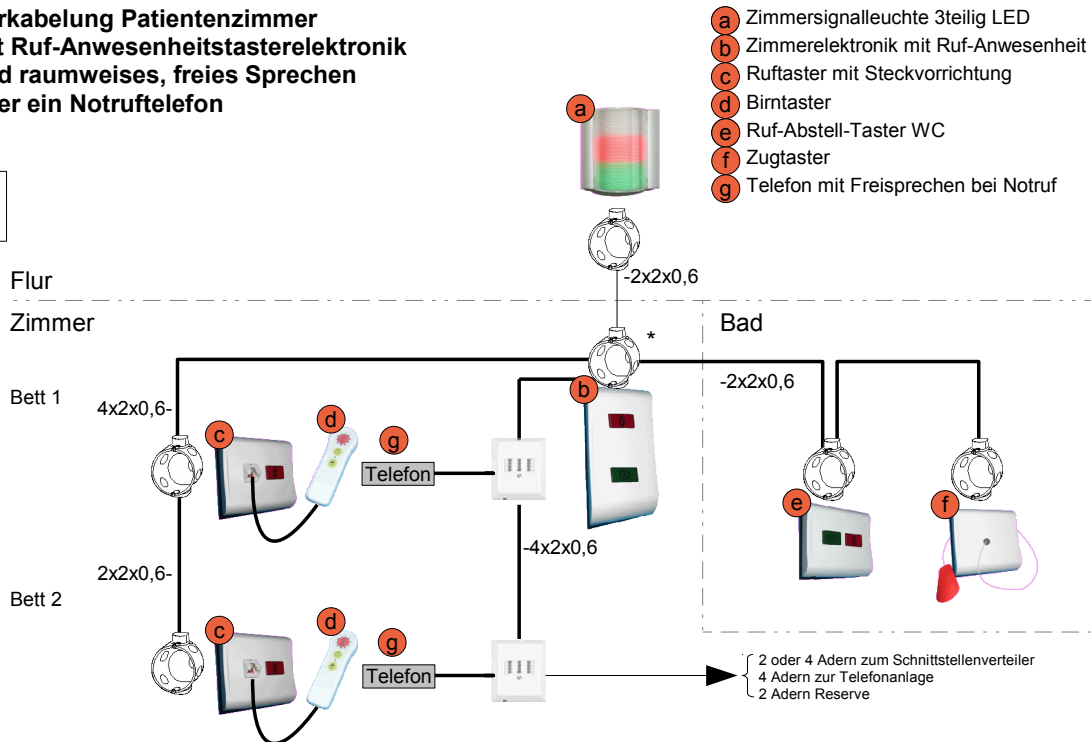 rkabelung Patientenzimmer
t Ruf-Anwesenheitstasterelektronik
d raumweises, freies Sprechen
er ein Notruftelefon
a Zimmersignalleuchte 3teilig LED
b Zimmerelektronik mit Ruf-Anwesenheit
c Ruftaster mit Steckvorrichtung
d Birntaster
e Ruf-Abstell-Taster WC
f Zugtaster
g Telefon mit Freisprechen bei Notruf
a
-2x2x0,6
Flur
Zimmer
*
Bad
b
-2x2x0,6
Bett 1
4x2x0,6-
c
d
g
Telefon
e
f
-4x2x0,6
2x2x0,6-
Bett 2
c
d
g
Telefon
2 oder 4 Adern zum Schnittstellenverteiler
4 Adern zur Telefonanlage
2 Adern Reserve